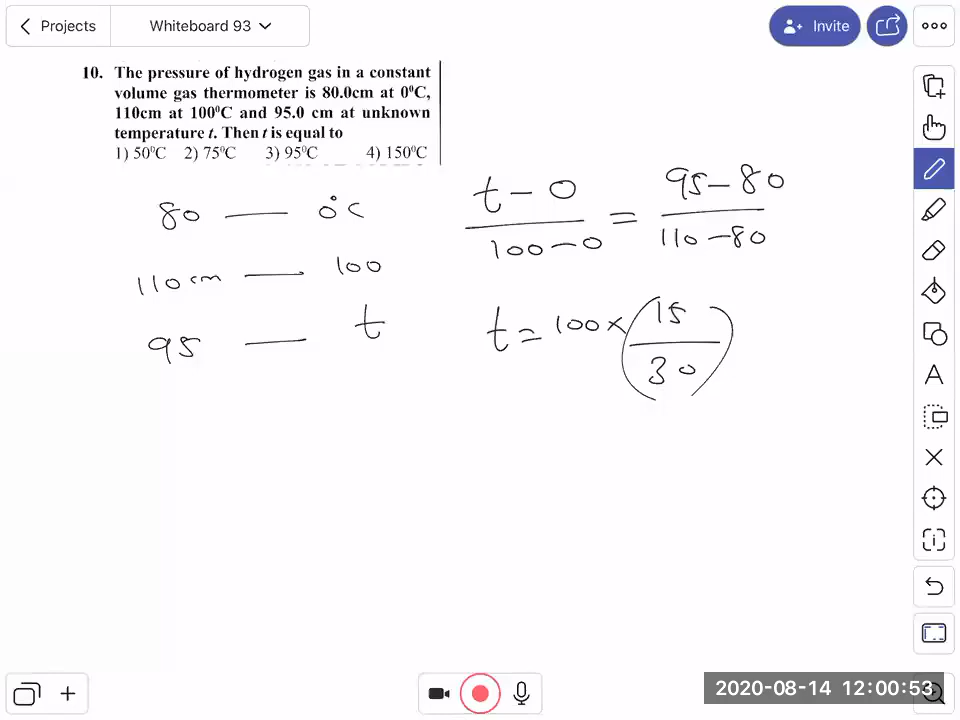 Projects
Whiteboard 93
Invite
10. The pressure of hydrogen gas in a constant
volume gas thermometer is 80.0cm at 0⁰C,
110cm at 100⁰C and 95.0 cm at unknown
temperature t. Then t is equal to
1) 50⁰C 2) 75⁰C 3) 95⁰C 4) 150⁰C
80 — 0°C
110 cm — 100
95 — t
t - 0 / 100 - 0 = 95 - 80 / 110 - 80
t = 100 × (15 / 30)
A
2020-08-14 12:00:53